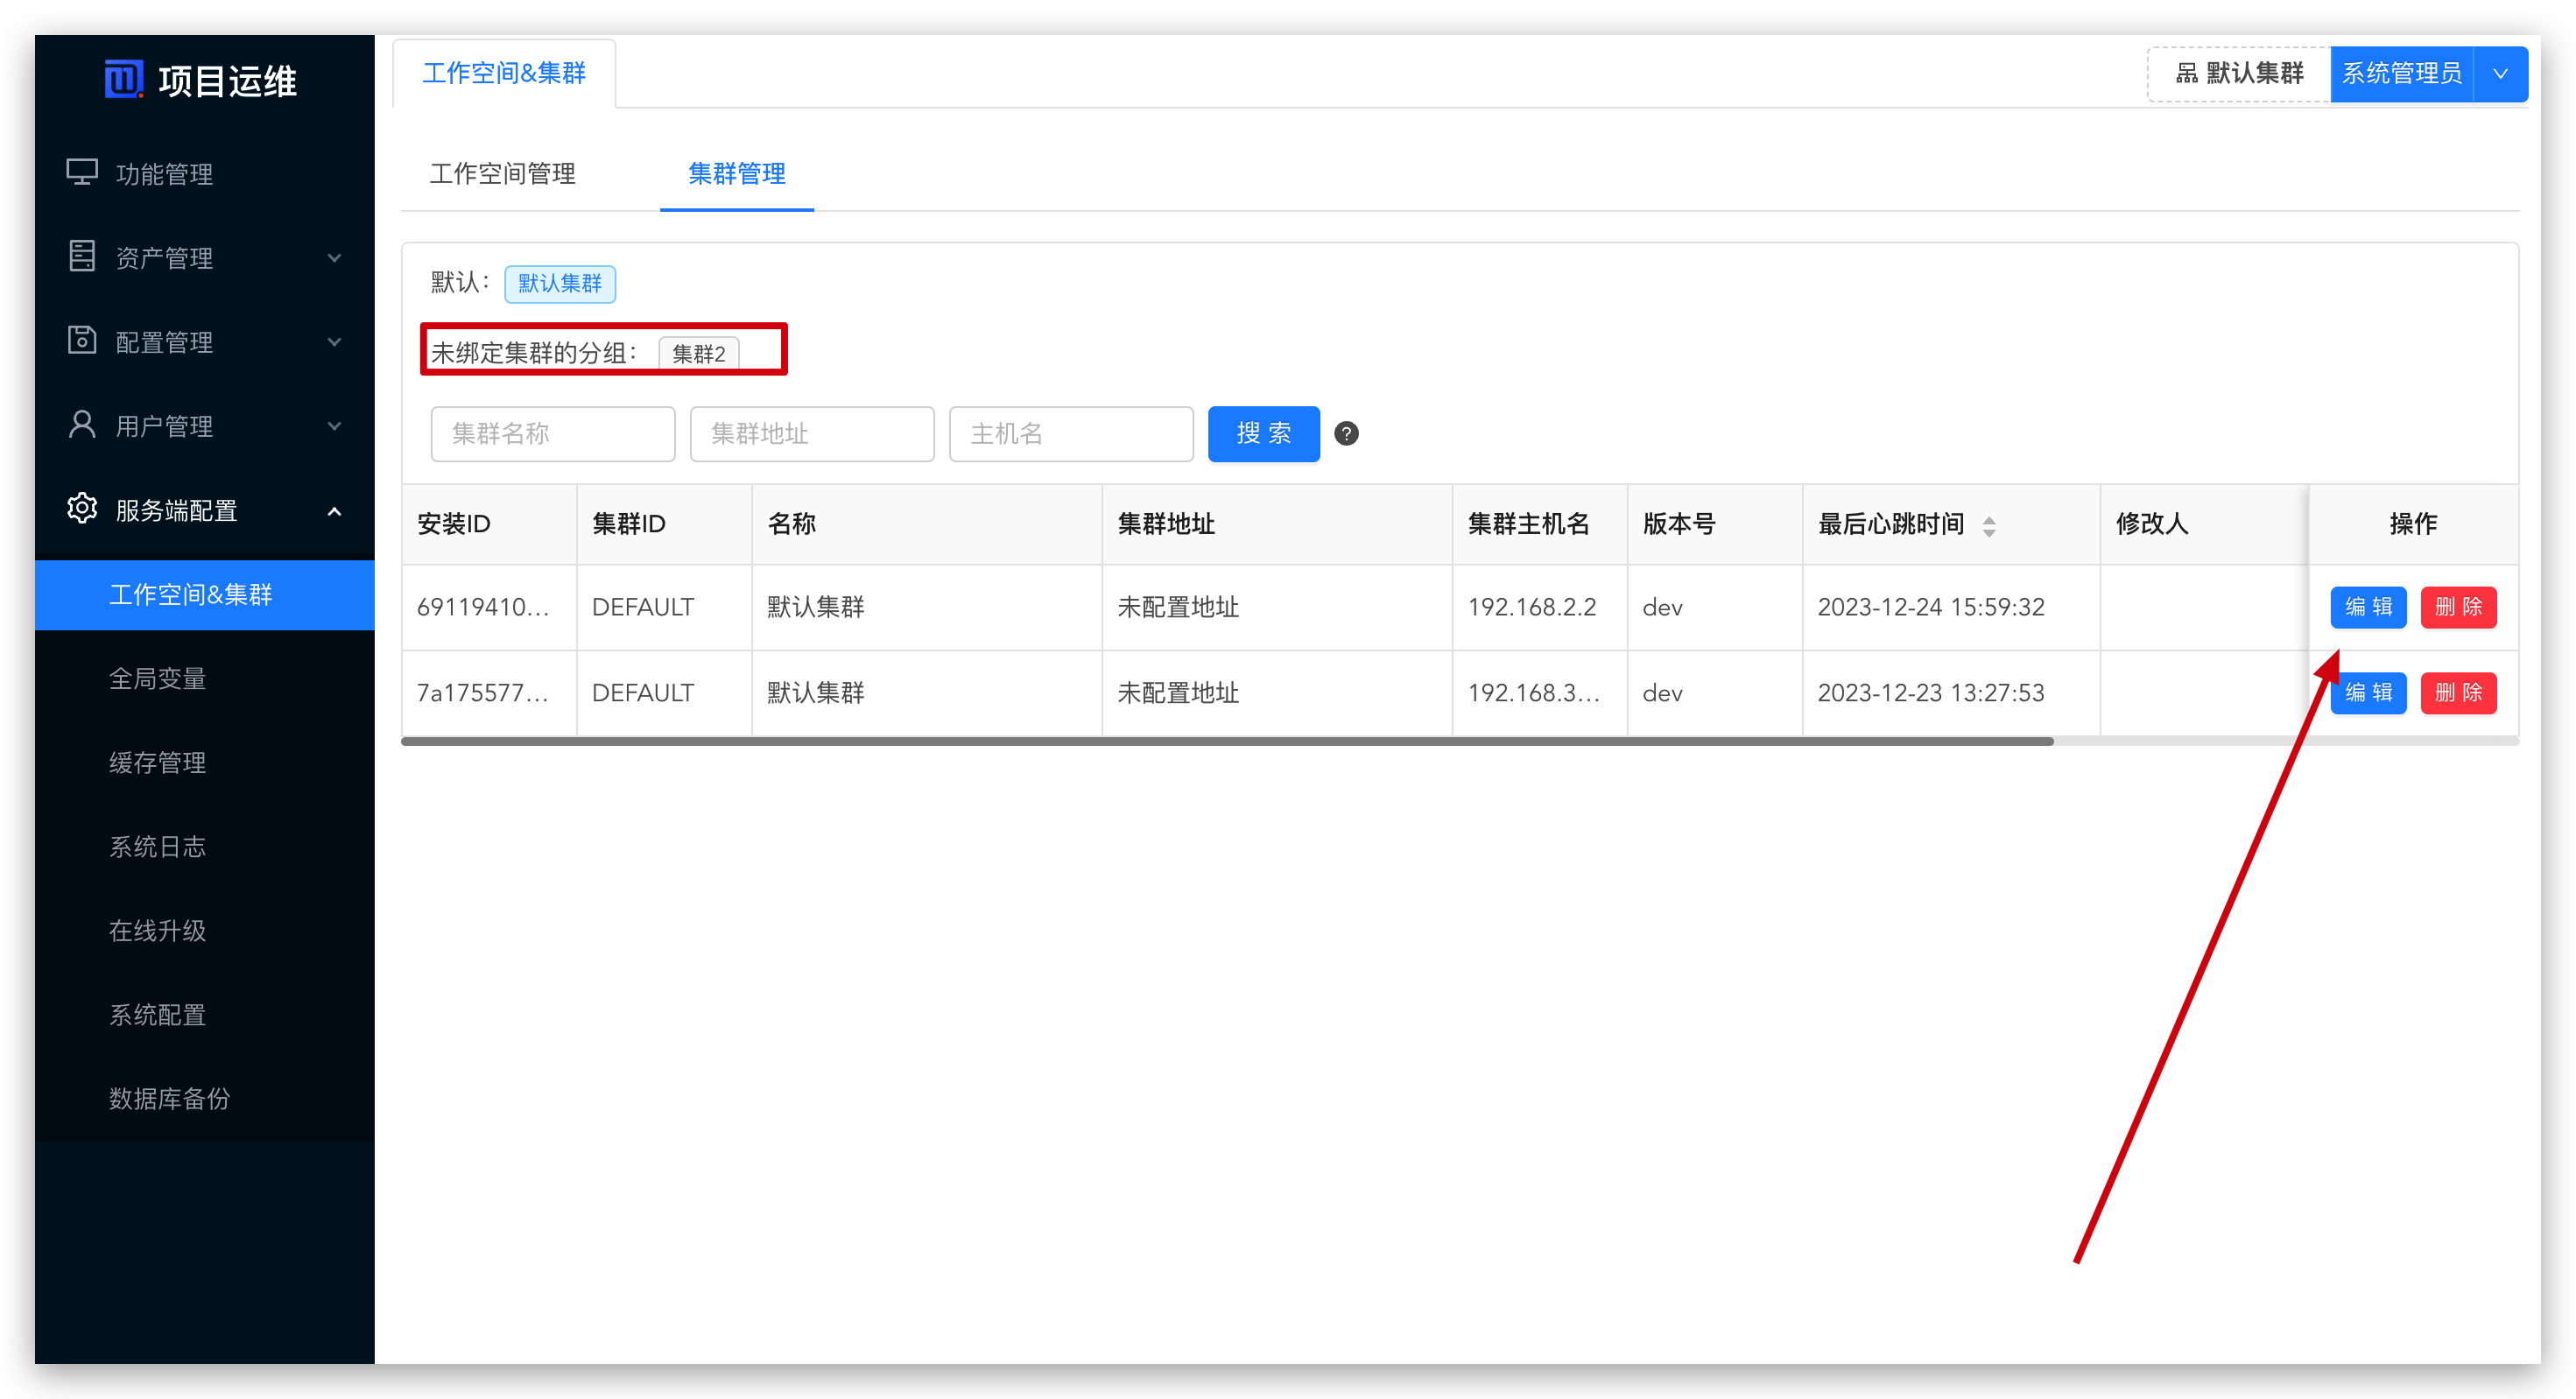 项目运维
工作空间&集群
默认集群 系统管理员
功能管理
资产管理
配置管理
用户管理
服务端配置
工作空间&集群
全局变量
缓存管理
系统日志
在线升级
系统配置
数据库备份
工作空间管理 集群管理
默认： 默认集群
未绑定集群的分组： 集群2
集群名称 集群地址 主机名 搜 索 ?
安装ID 集群ID 名称 集群地址 集群主机名 版本号 最后心跳时间 修改人 操作
69119410... DEFAULT 默认集群 未配置地址 192.168.2.2 dev 2023-12-24 15:59:32 编 辑 删 除
7a175577... DEFAULT 默认集群 未配置地址 192.168.3... dev 2023-12-23 13:27:53 编 辑 删 除